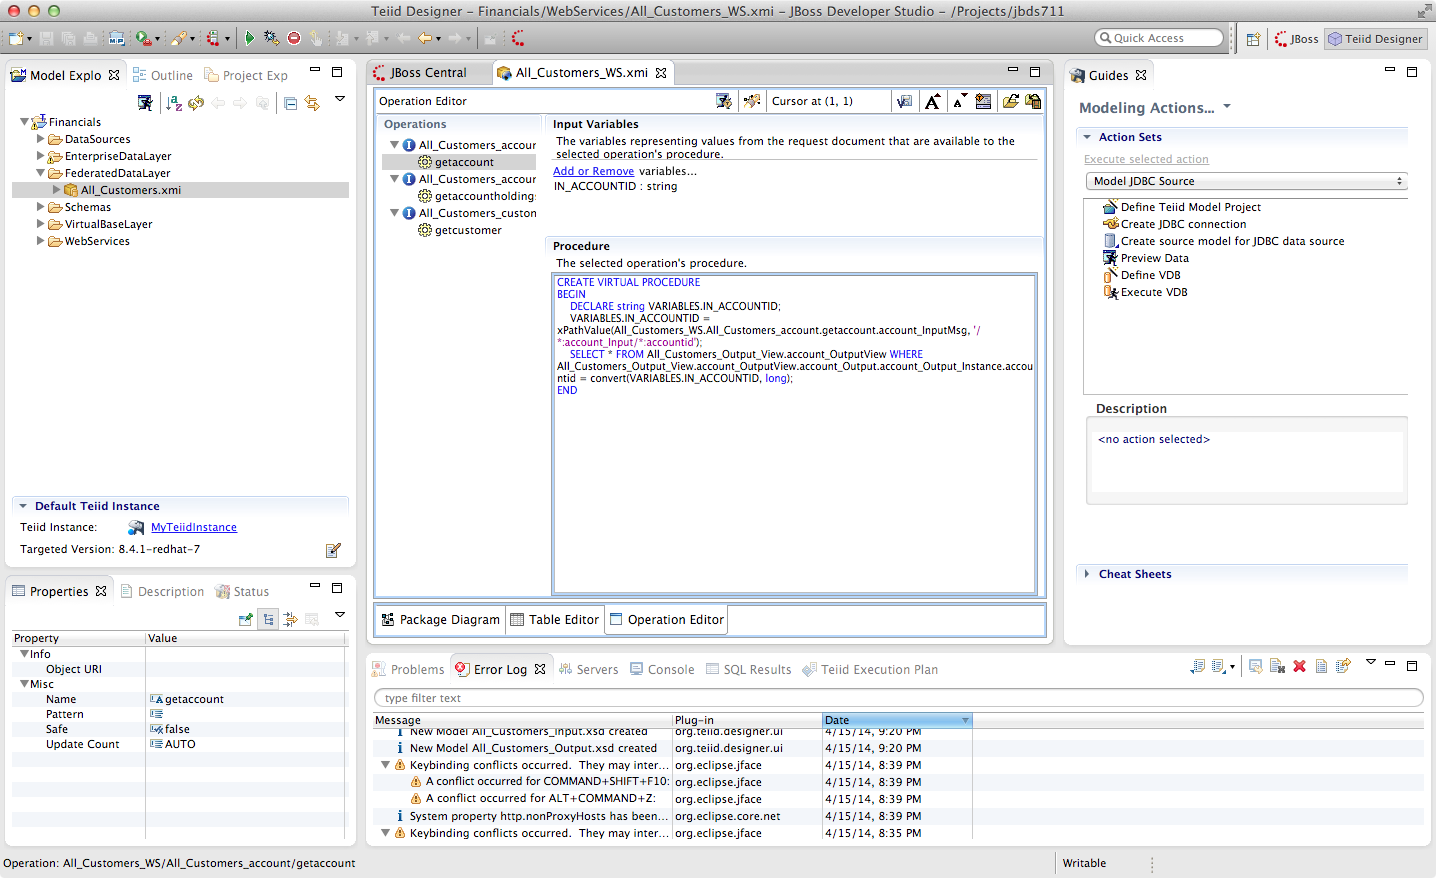 Teiid Designer – Financials/WebServices/All_Customers_WS.xmi – JBoss Developer Studio – /Projects/jbds711
Quick Access
JBoss
Teiid Designer
Model Explo
Outline
Project Exp
Financials
DataSources
EnterpriseDataLayer
FederatedDataLayer
All_Customers.xmi
Schemas
VirtualBaseLayer
WebServices
Default Teiid Instance
Teiid Instance: MyTeiidInstance
Targeted Version: 8.4.1-redhat-7
Properties
Description
Status
Property Value
Info
Object URI
Misc
Name getaccount
Pattern
Safe false
Update Count AUTO
JBoss Central
All_Customers_WS.xmi
Operation Editor
Cursor at (1, 1)
Operations
All_Customers_accour
getaccount
All_Customers_accour
getaccountholding:
All_Customers_custon
getcustomer
Input Variables
The variables representing values from the request document that are available to the
selected operation's procedure.
Add or Remove variables...
IN_ACCOUNTID : string
Procedure
The selected operation's procedure.
CREATE VIRTUAL PROCEDURE
BEGIN
DECLARE string VARIABLES.IN_ACCOUNTID;
VARIABLES.IN_ACCOUNTID =
xPathValue(All_Customers_WS.All_Customers_account.getaccount.account_InputMsg, '/
*:account_Input/*:accountid');
SELECT * FROM All_Customers_Output_View.account_OutputView WHERE
All_Customers_Output_View.account_OutputView.account_Output.account_Output_Instance.accou
ntid = convert(VARIABLES.IN_ACCOUNTID, long);
END
Package Diagram
Table Editor
Operation Editor
Guides
Modeling Actions...
Action Sets
Execute selected action
Model JDBC Source
Define Teiid Model Project
Create JDBC connection
Create source model for JDBC data source
Preview Data
Define VDB
Execute VDB
Description
<no action selected>
Cheat Sheets
Problems
Error Log
Servers
Console
SQL Results
Teiid Execution Plan
type filter text
Message Plug-in Date
New Model All_Customers_Input.xsd created org.teiid.designer.ui 4/15/14, 9:20 PM
New Model All_Customers_Output.xsd created org.teiid.designer.ui 4/15/14, 9:20 PM
Keybinding conflicts occurred. They may inter... org.eclipse.jface 4/15/14, 8:39 PM
A conflict occurred for COMMAND+SHIFT+F10: org.eclipse.jface 4/15/14, 8:39 PM
A conflict occurred for ALT+COMMAND+Z: org.eclipse.jface 4/15/14, 8:39 PM
System property http.nonProxyHosts has been... org.eclipse.core.net 4/15/14, 8:39 PM
Keybinding conflicts occurred. They may inter... org.eclipse.jface 4/15/14, 8:35 PM
Operation: All_Customers_WS/All_Customers_account/getaccount
Writable